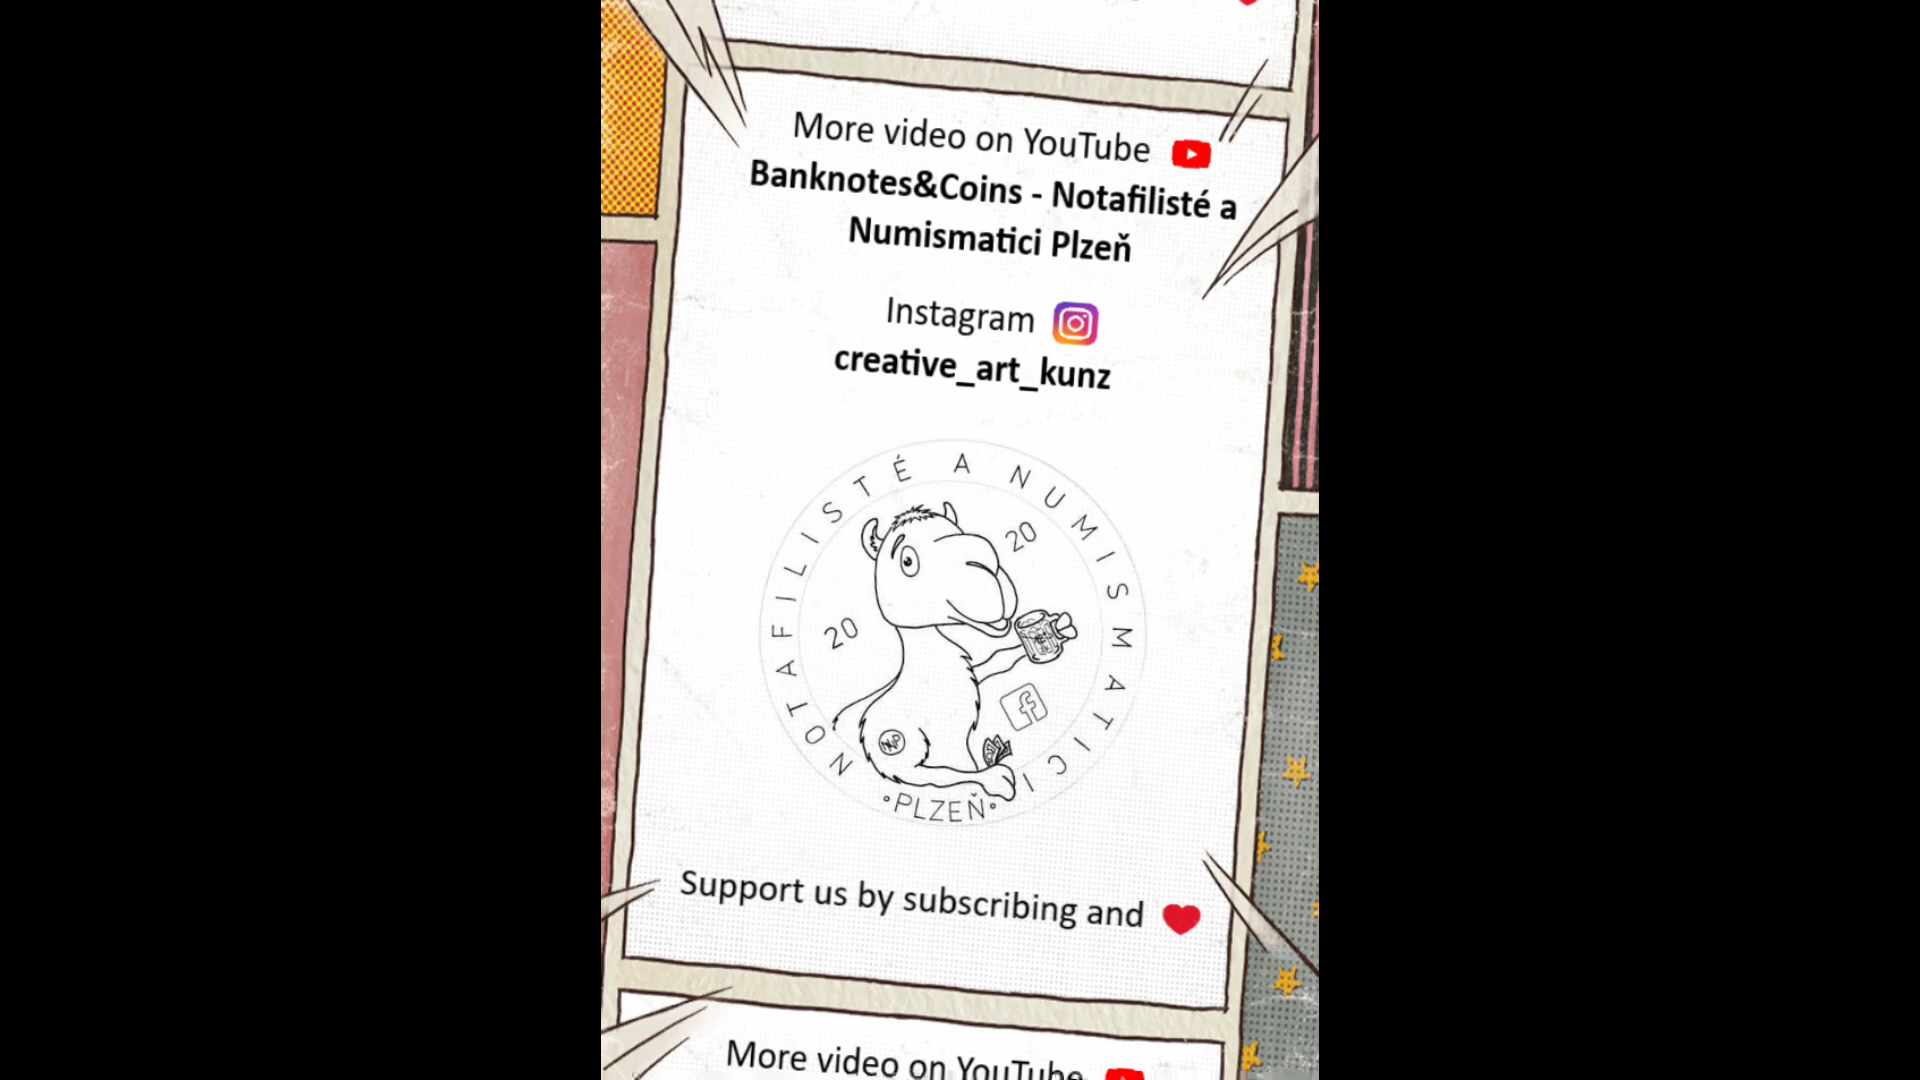 More video on YouTube
Banknotes&Coins - Notafilisté a
Numismatici Plzeň
Instagram
creative_art_kunz
NOTAFILISTÉ A NUMISMATICI
20
20
NNP
•PLZEŇ•
Support us by subscribing and
More video on YouTube